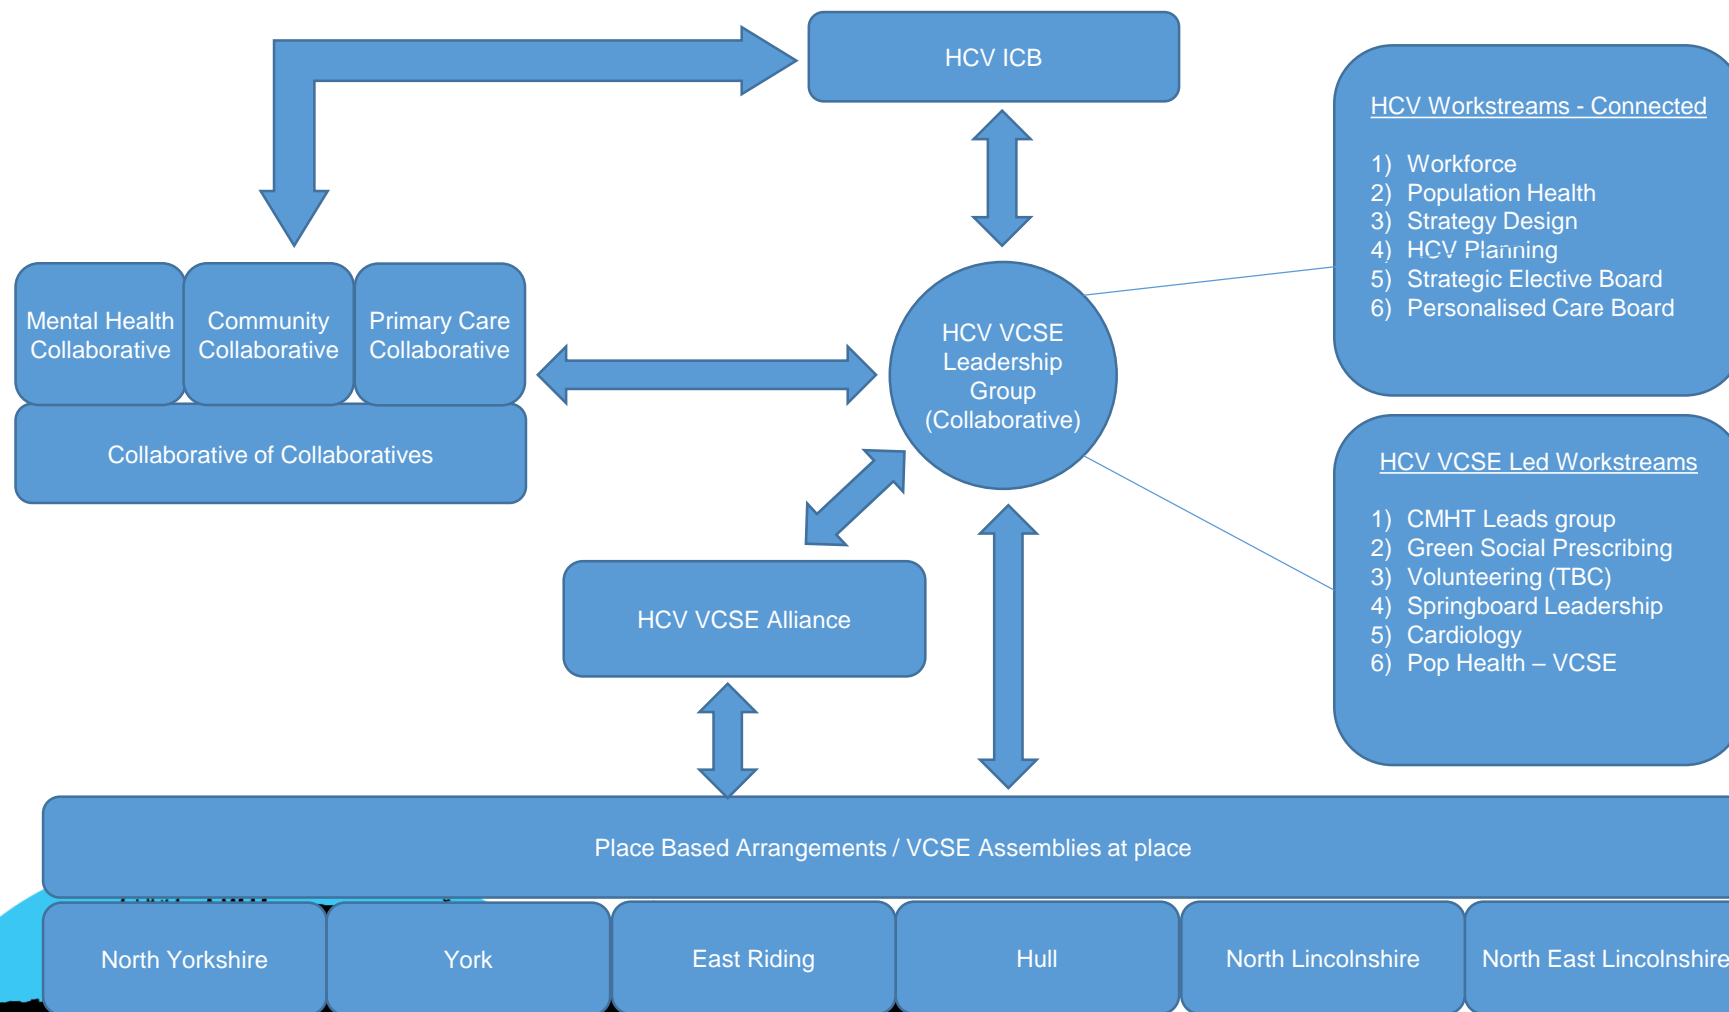 HCV ICB
HCV Workstreams - Connected
1) Workforce
2) Population Health
3) Strategy Design
4) HCV Planning
5) Strategic Elective Board
6) Personalised Care Board
Mental Health
Collaborative
Community
Collaborative
Primary Care
Collaborative
Collaborative of Collaboratives
HCV VCSE
Leadership
Group
(Collaborative)
HCV VCSE Led Workstreams
1) CMHT Leads group
2) Green Social Prescribing
3) Volunteering (TBC)
4) Springboard Leadership
5) Cardiology
6) Pop Health – VCSE
HCV VCSE Alliance
Place Based Arrangements / VCSE Assemblies at place
North Yorkshire
York
East Riding
Hull
North Lincolnshire
North East Lincolnshire